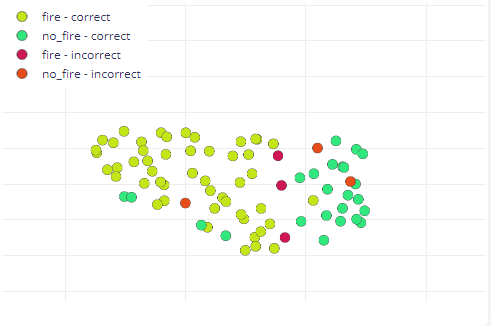 fire - correct
no_fire - correct
fire - incorrect
no_fire - incorrect